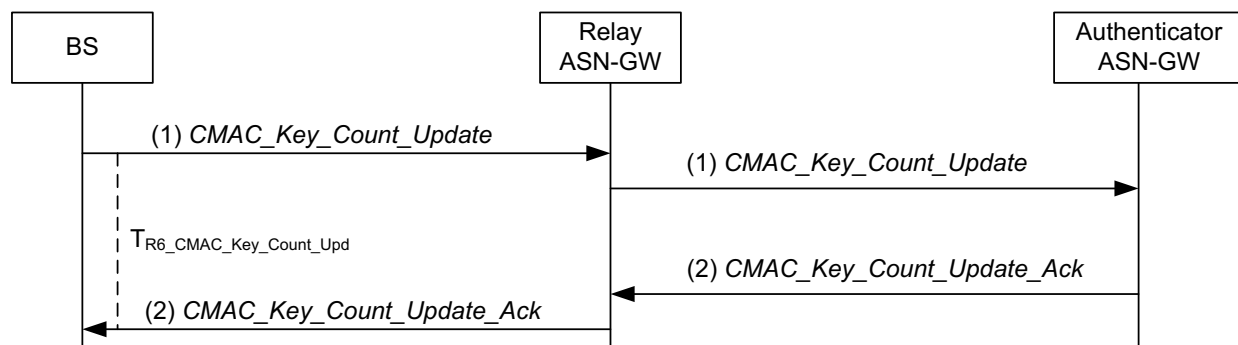 BS
Relay
ASN-GW
Authenticator
ASN-GW
(1) CMAC_Key_Count_Update
(1) CMAC_Key_Count_Update
TR6_CMAC_Key_Count_Upd
(2) CMAC_Key_Count_Update_Ack
(2) CMAC_Key_Count_Update_Ack